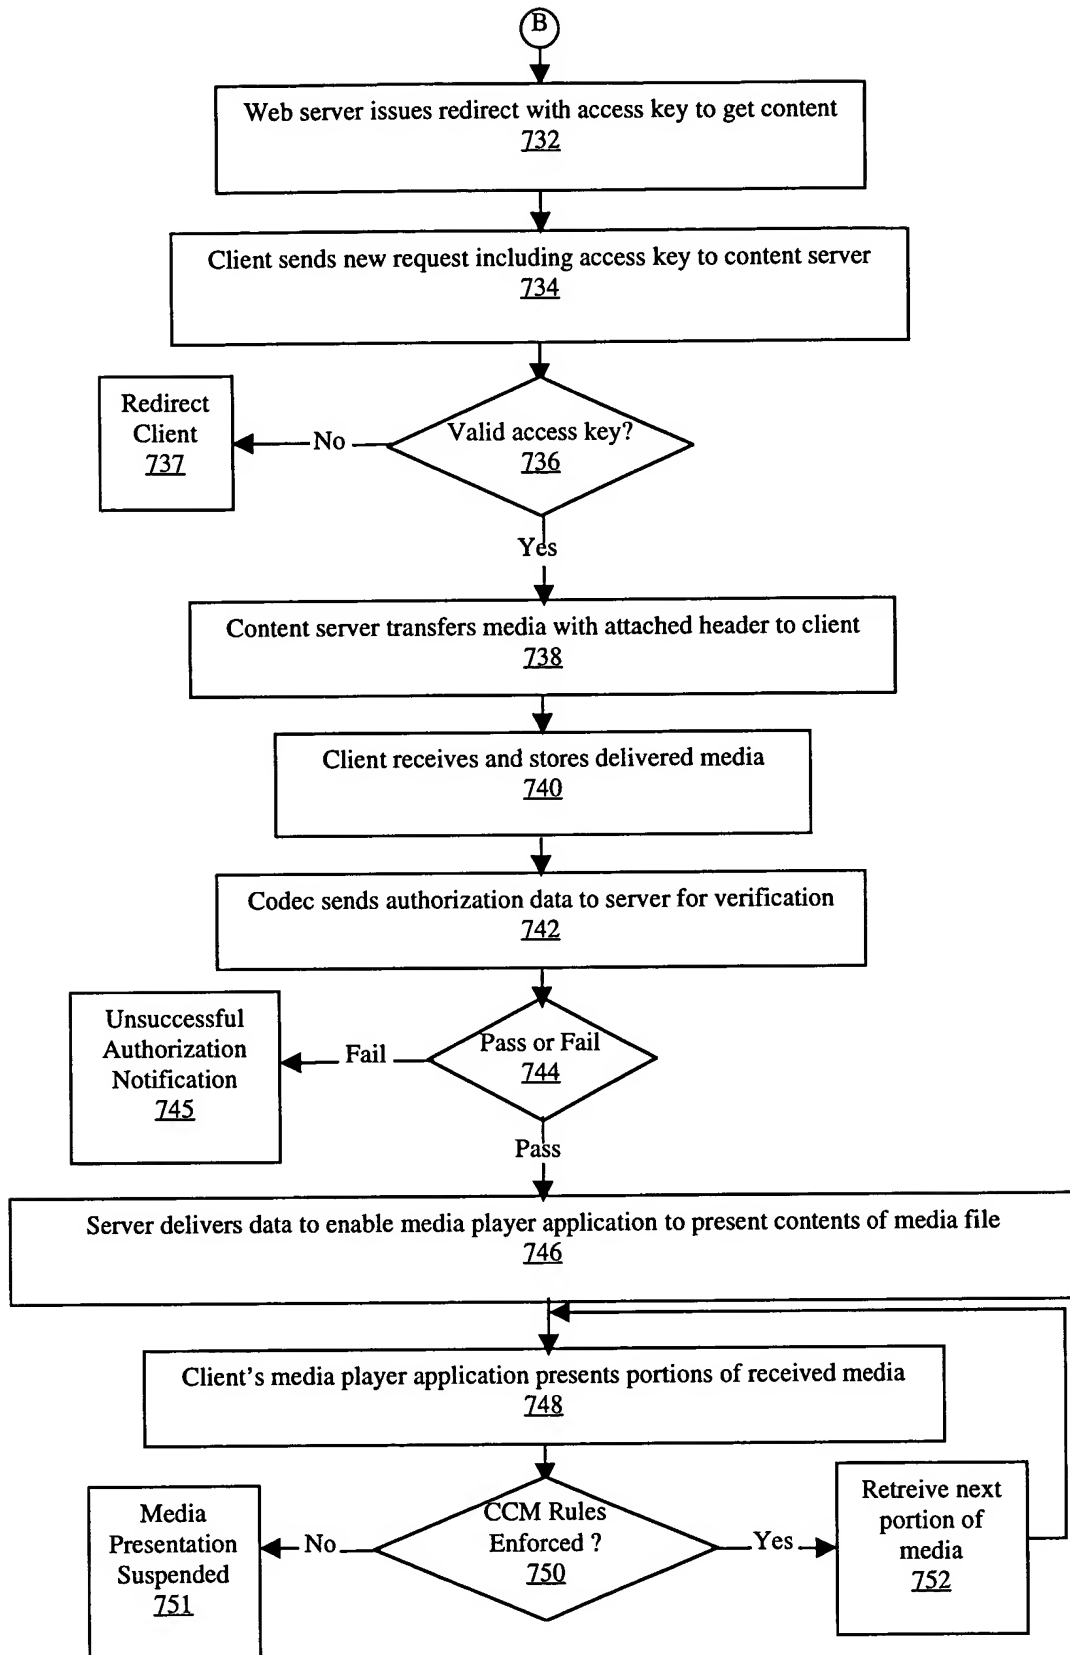 B
Web server issues redirect with access key to get content
732
Client sends new request including access key to content server
734
Redirect
Client
737
No
Valid access key?
736
Yes
Content server transfers media with attached header to client
738
Client receives and stores delivered media
740
Codec sends authorization data to server for verification
742
Unsuccessful
Authorization
Notification
745
Fail
Pass or Fail
744
Pass
Server delivers data to enable media player application to present contents of media file
746
Client's media player application presents portions of received media
748
Media
Presentation
Suspended
751
No
CCM Rules
Enforced ?
750
Yes
Retreive next
portion of
media
752